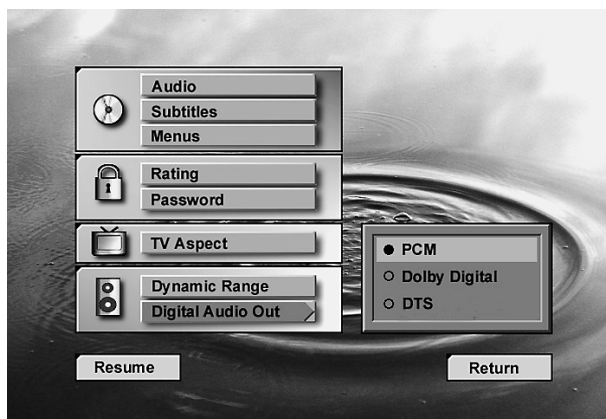 Audio
Subtitles
Menus
Rating
Password
TV Aspect
Dynamic Range
Digital Audio Out
PCM
Dolby Digital
DTS
Resume
Return